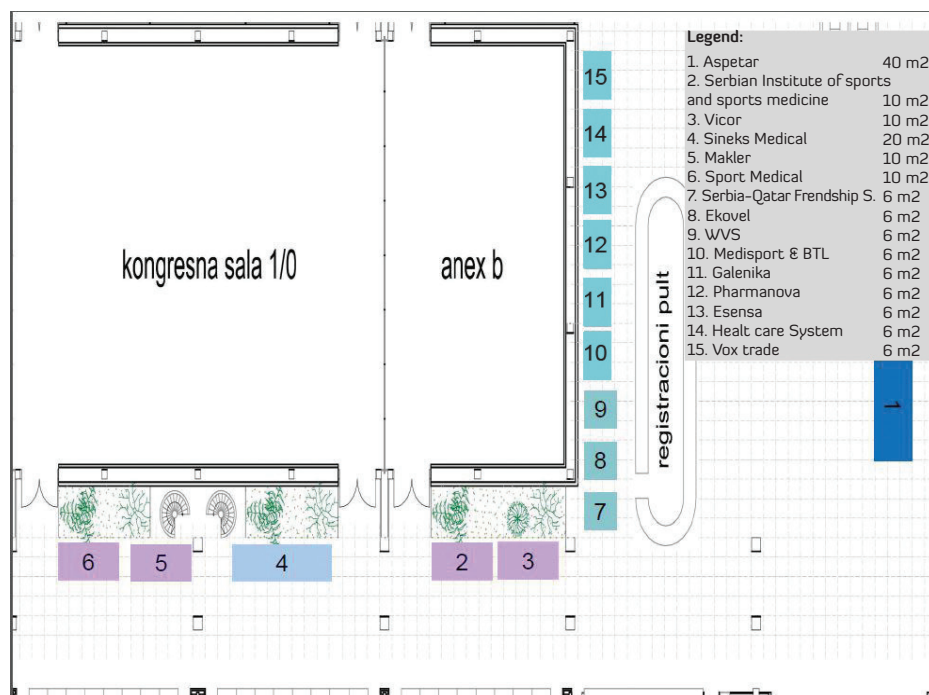 Legend:
1. Aspetar 40 m2
2. Serbian Institute of sports
and sports medicine 10 m2
3. Vicor 10 m2
4. Sineks Medical 20 m2
5. Makler 10 m2
6. Sport Medical 10 m2
7. Serbia-Qatar Frendship S. 6 m2
8. Ekovel 6 m2
9. WVS 6 m2
10. Medisport & BTL 6 m2
11. Galenika 6 m2
12. Pharmanova 6 m2
13. Esensa 6 m2
14. Healt care System 6 m2
15. Vox trade 6 m2
kongresna sala 1/0
anex b
registracioni pult
15
14
13
12
11
10
9
8
7
1
6
5
4
2
3